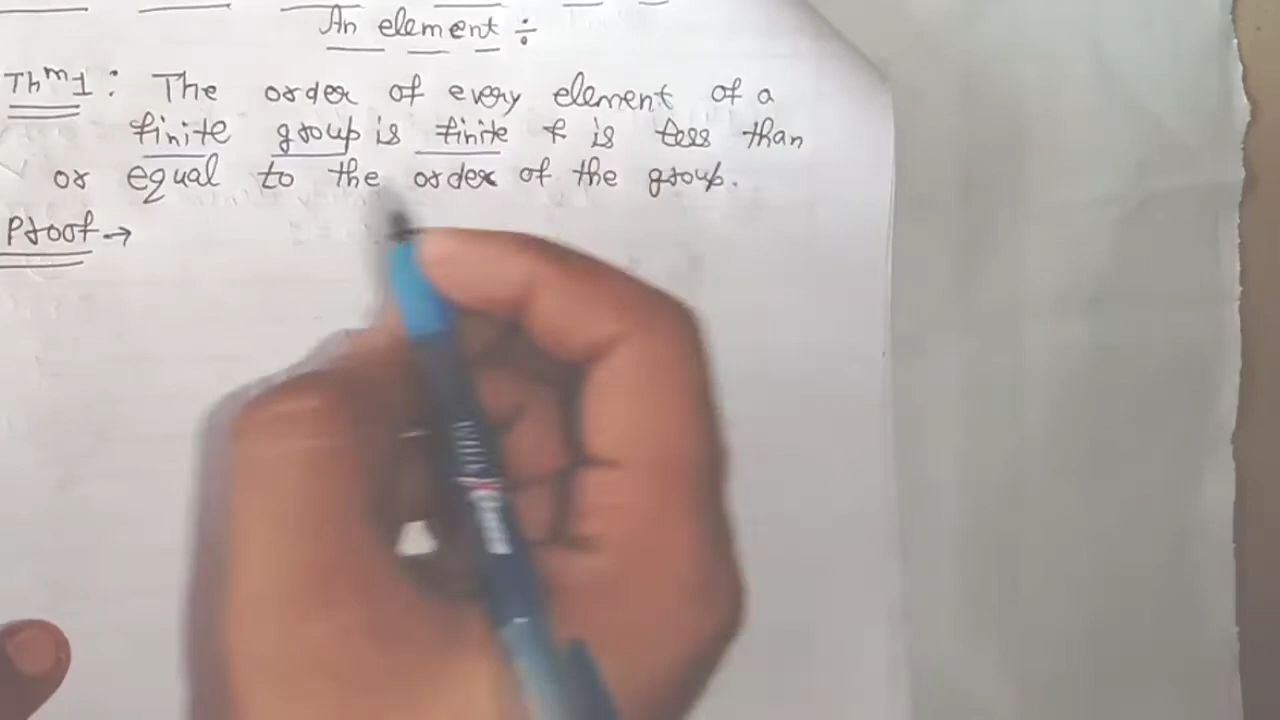 An element ÷
Thm 1: The order of every element of a
finite group is finite & is less than
or equal to the order of the group.
Proof →